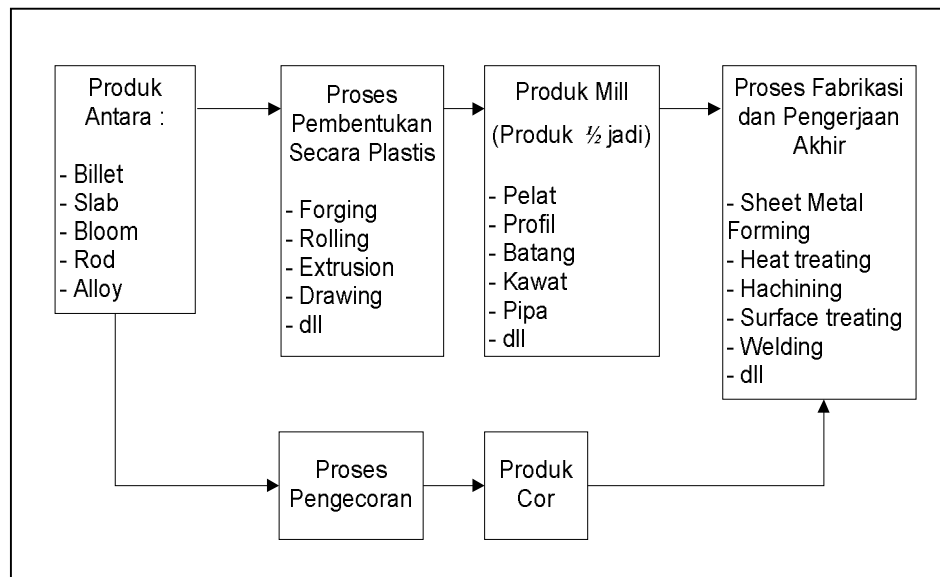 Produk
Antara :
- Billet
- Slab
- Bloom
- Rod
- Alloy
Proses
Pembentukan
Secara Plastis
- Forging
- Rolling
- Extrusion
- Drawing
- dll
Produk Mill
(Produk ½ jadi)
- Pelat
- Profil
- Batang
- Kawat
- Pipa
- dll
Proses Fabrikasi
dan Pengerjaan
Akhir
- Sheet Metal
Forming
- Heat treating
- Hachining
- Surface treating
- Welding
- dll
Proses
Pengecoran
Produk
Cor